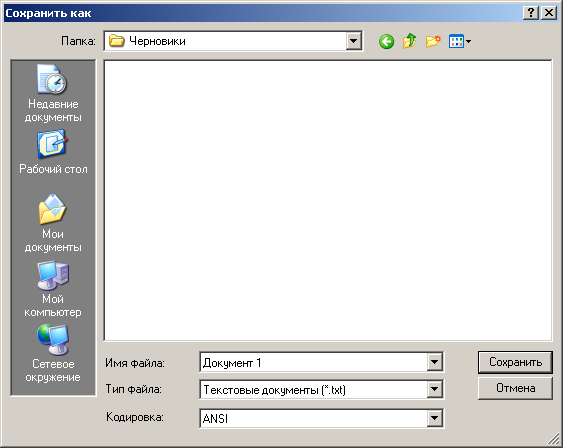 Сохранить как
Папка:
Черновики
Недавние
документы
Рабочий стол
Мои
документы
Мой
компьютер
Сетевое
окружение
Имя файла:
Документ 1
Сохранить
Тип файла:
Текстовые документы (*.txt)
Отмена
Кодировка:
ANSI